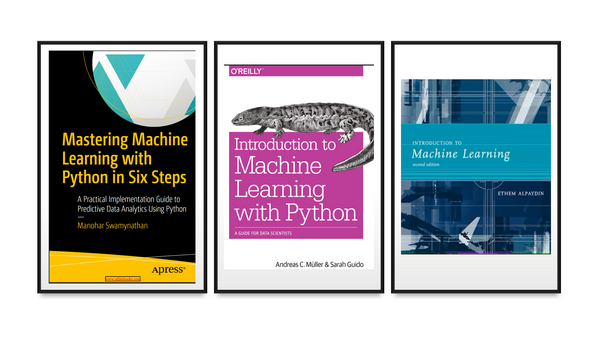 Mastering Machine
Learning with
Python in Six Steps
A Practical Implementation Guide to
Predictive Data Analytics Using Python
Manohar Swamynathan
Apress®
O'REILLY®
Introduction to
Machine
Learning
with Python
A GUIDE FOR DATA SCIENTISTS
Andreas C. Müller & Sarah Guido
INTRODUCTION TO
Machine Learning
second edition
ETHEM ALPAYDIN